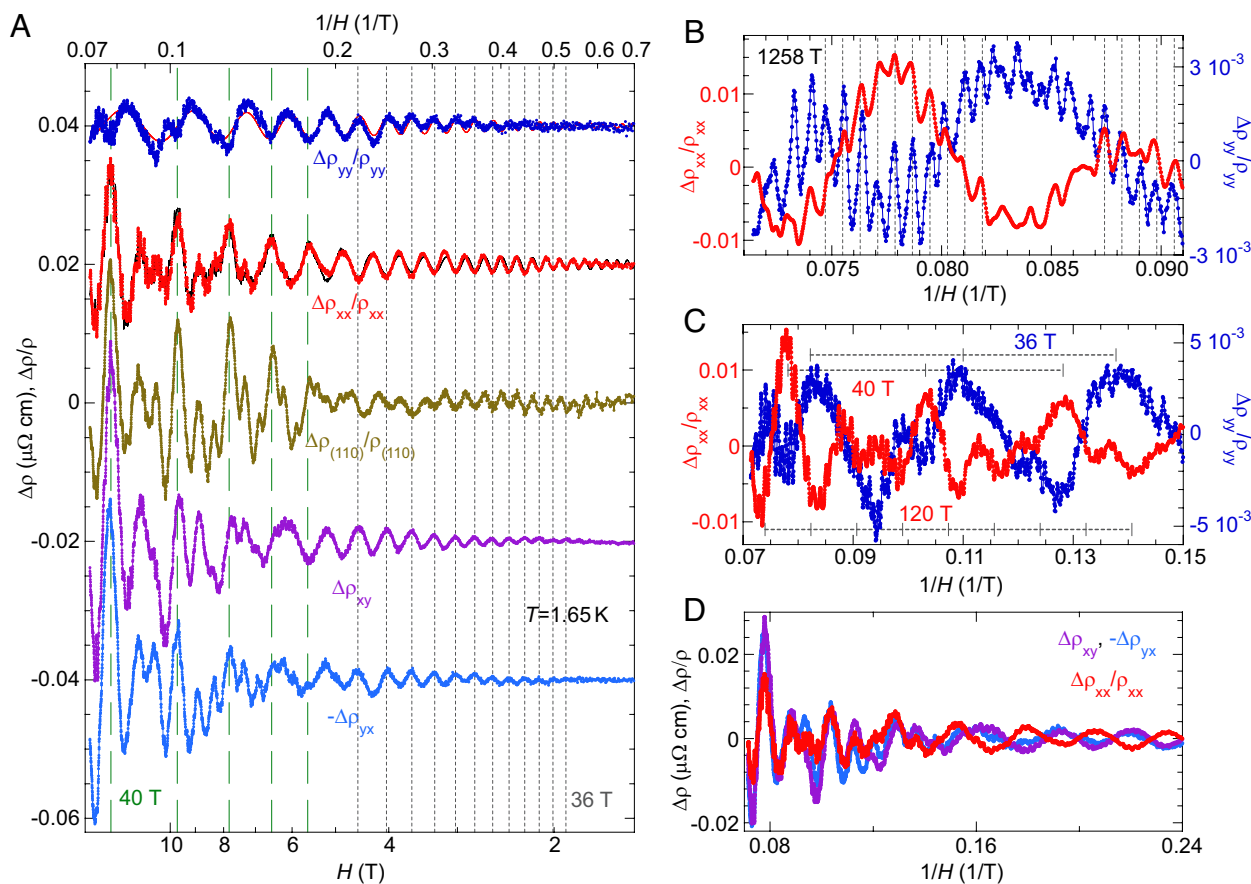 A
1/H (1/T)
0.07 0.1 0.2 0.3 0.4 0.5 0.6 0.7
0.04
0.02
0
-0.02
-0.04
-0.06
Δρ (μΩ cm), Δρ/ρ
Δρyy/ρyy
Δρxx/ρxx
Δρ(110)/ρ(110)
Δρxy
T=1.65 K
-Δρyx
40 T
36 T
10 8 6 4 2
H (T)
B
1258 T
0.01
0
-0.01
Δρxx/ρxx
3 10-3
0
-3 10-3
Δρyy/ρyy
0.075 0.080 0.085 0.090
1/H (1/T)
C
36 T
40 T
120 T
0.01
0
-0.01
Δρxx/ρxx
5 10-3
0
-5 10-3
Δρyy/ρyy
0.07 0.09 0.11 0.13 0.15
1/H (1/T)
D
Δρxy, -Δρyx
Δρxx/ρxx
0.02
0
-0.02
Δρ (μΩ cm), Δρ/ρ
0.08 0.16 0.24
1/H (1/T)